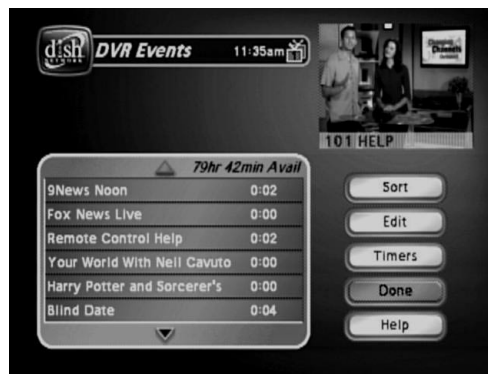 dish
NETWORK
DVR Events
11:35am
Changing
Channels
101 HELP
79hr 42min Avail
9News Noon 0:02
Fox News Live 0:00
Remote Control Help 0:02
Your World With Neil Cavuto 0:00
Harry Potter and Sorcerer's 0:00
Blind Date 0:04
Sort
Edit
Timers
Done
Help